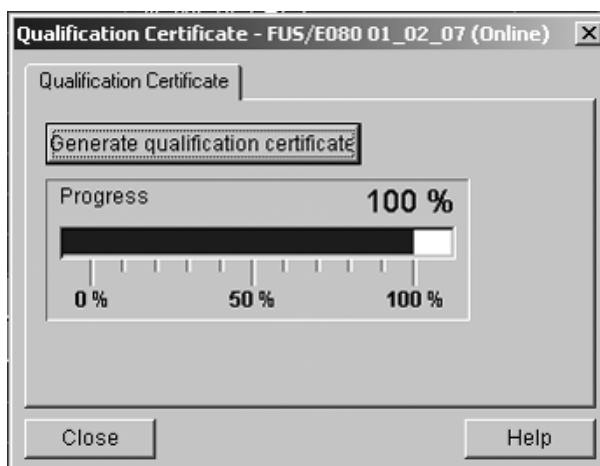 Qualification Certificate - FUS/E080 01_02_07 (Online)
Qualification Certificate
Generate qualification certificate
Progress 100 %
0 % 50 % 100 %
Close Help